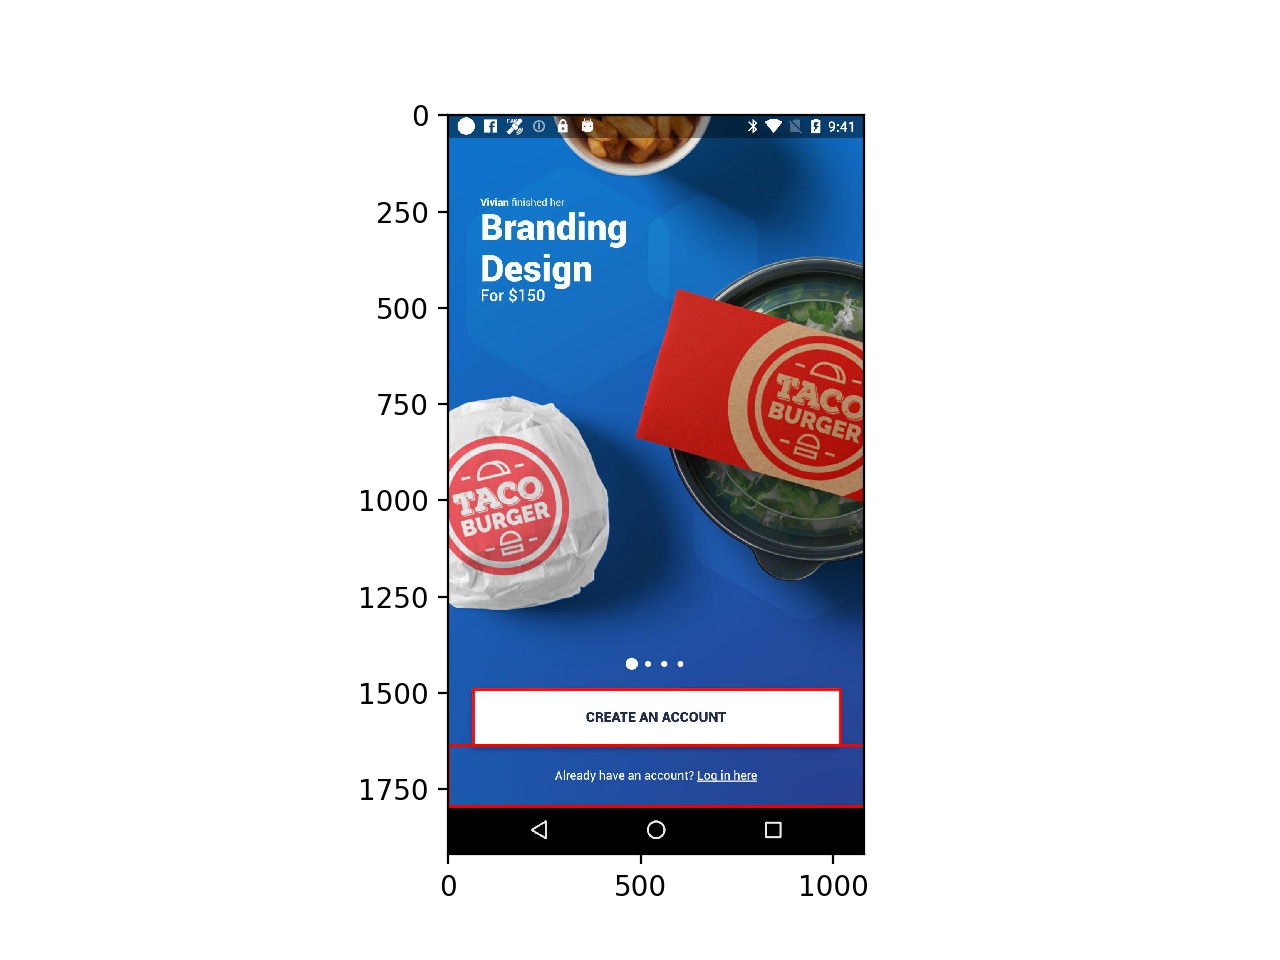 0
9:41
250
Vivian finished her
Branding
Design
For $150
500
TACO
BURGER
750
TACO
BURGER
1000
1250
1500
CREATE AN ACCOUNT
Already have an account? Log in here
1750
0
500
1000